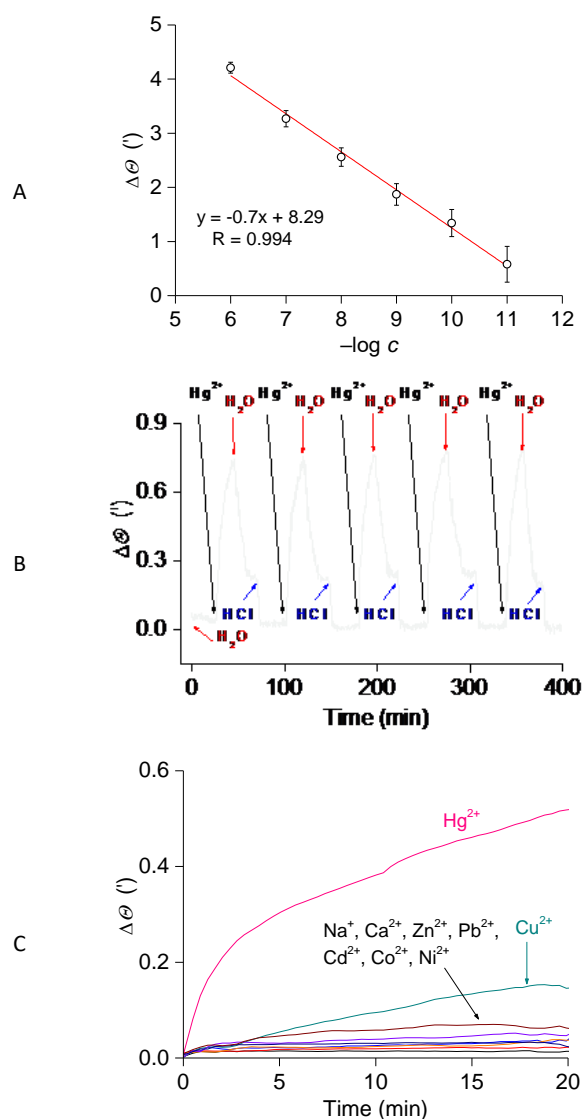 A
ΔΘ (')
5
4
3
2
1
0
y = -0.7x + 8.29
R = 0.994
5 6 7 8 9 10 11 12
–log c
B
Hg²⁺ H₂O Hg²⁺ H₂O Hg²⁺ H₂O Hg²⁺ H₂O Hg²⁺ H₂O
ΔΘ (')
0.9
0.6
0.3
0.0
HCl HCl HCl HCl HCl
H₂O
0 100 200 300 400
Time (min)
C
ΔΘ (')
0.6
0.4
0.2
0.0
Hg²⁺
Na⁺, Ca²⁺, Zn²⁺, Pb²⁺, Cu²⁺
Cd²⁺, Co²⁺, Ni²⁺
0 5 10 15 20
Time (min)